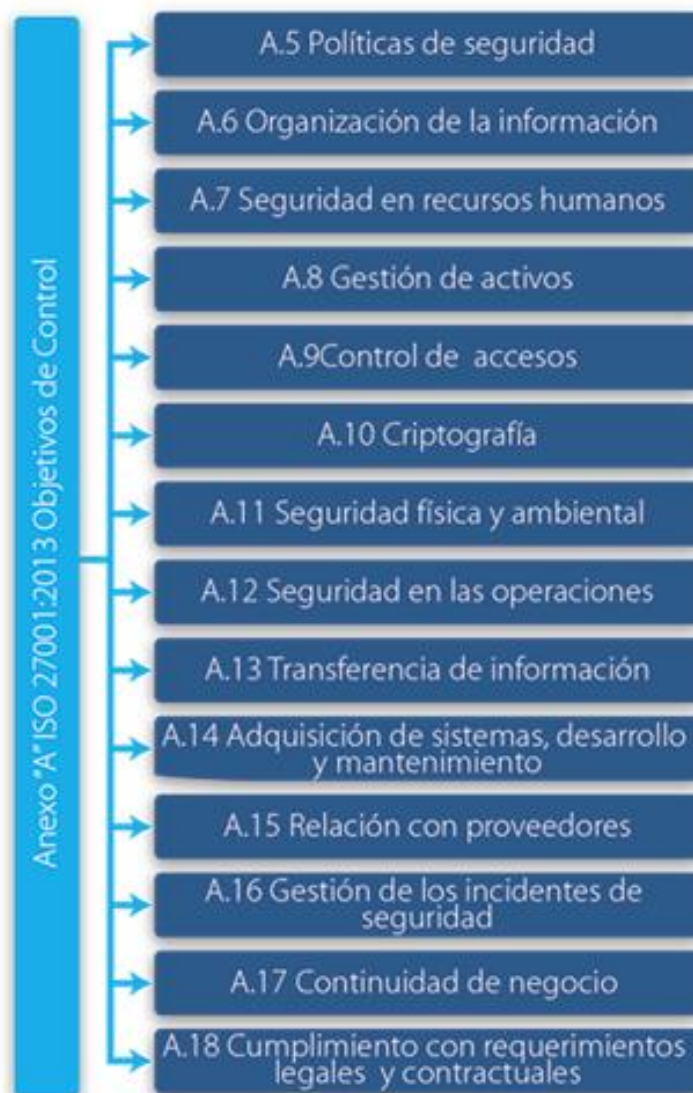 Anexo "A" ISO 27001:2013 Objetivos de Control
A.5 Políticas de seguridad
A.6 Organización de la información
A.7 Seguridad en recursos humanos
A.8 Gestión de activos
A.9Control de accesos
A.10 Criptografía
A.11 Seguridad física y ambiental
A.12 Seguridad en las operaciones
A.13 Transferencia de información
A.14 Adquisición de sistemas, desarrollo
y mantenimiento
A.15 Relación con proveedores
A.16 Gestión de los incidentes de
seguridad
A.17 Continuidad de negocio
A.18 Cumplimiento con requerimientos
legales y contractuales